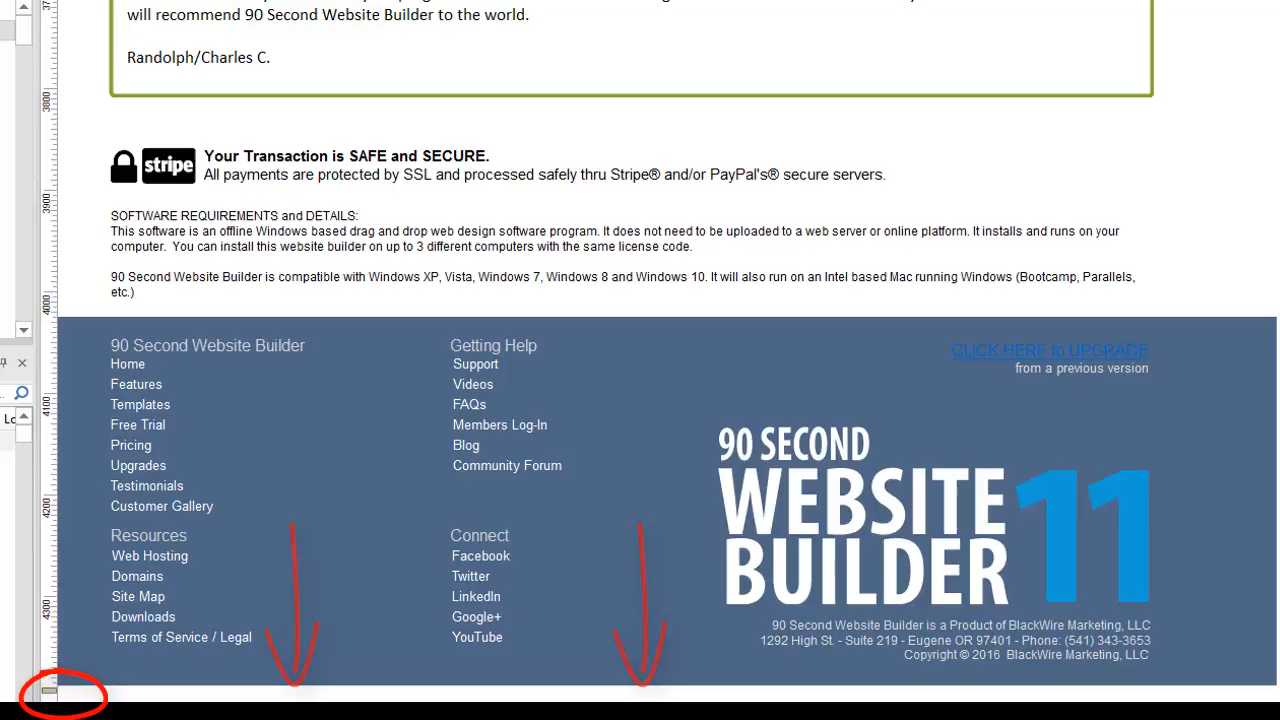 will recommend 90 Second Website Builder to the world.
Randolph/Charles C.
stripe
Your Transaction is SAFE and SECURE.
All payments are protected by SSL and processed safely thru Stripe® and/or PayPal's® secure servers.
SOFTWARE REQUIREMENTS and DETAILS:
This software is an offline Windows based drag and drop web design software program. It does not need to be uploaded to a web server or online platform. It installs and runs on your
computer.  You can install this website builder on up to 3 different computers with the same license code.
90 Second Website Builder is compatible with Windows XP, Vista, Windows 7, Windows 8 and Windows 10. It will also run on an Intel based Mac running Windows (Bootcamp, Parallels,
etc.)
3800
3900
4000
4100
4200
4300
Lo
90 Second Website Builder
Home
Features
Templates
Free Trial
Pricing
Upgrades
Testimonials
Customer Gallery
Resources
Web Hosting
Domains
Site Map
Downloads
Terms of Service / Legal
Getting Help
Support
Videos
FAQs
Members Log-In
Blog
Community Forum
Connect
Facebook
Twitter
LinkedIn
Google+
YouTube
CLICK HERE to UPGRADE
from a previous version
90 SECOND
WEBSITE
BUILDER
11
90 Second Website Builder is a Product of BlackWire Marketing, LLC
1292 High St. - Suite 219 - Eugene OR 97401 - Phone: (541) 343-3653
Copyright © 2016  BlackWire Marketing, LLC